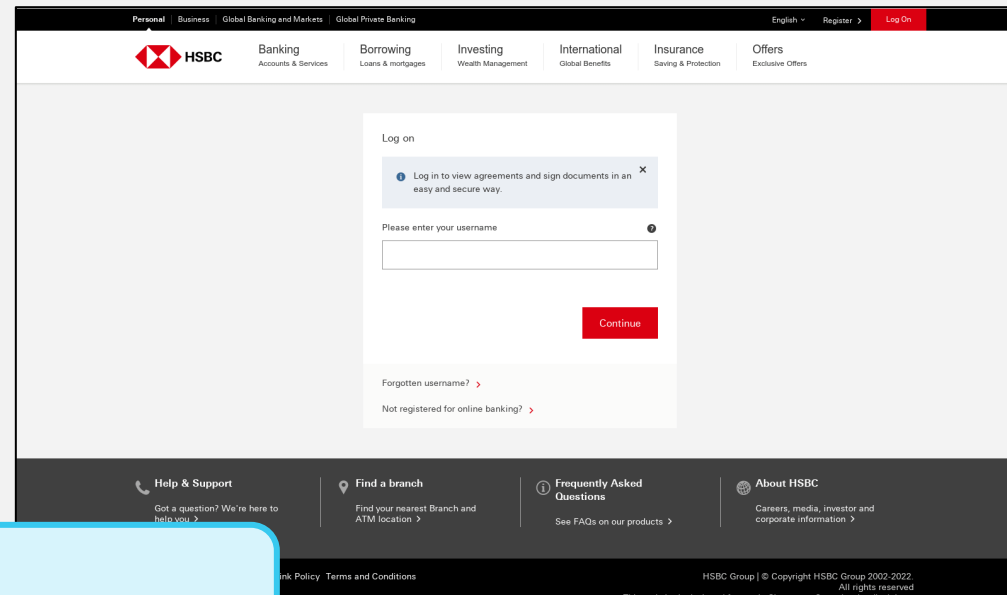 Personal Business Global Banking and Markets Global Private Banking English Register Log On
HSBC
Banking Borrowing Investing International Insurance Offers
Accounts & Services Loans & mortgages Wealth Management Global Benefits Saving & Protection Exclusive Offers
Log on
Log in to view agreements and sign documents in an
easy and secure way.
Please enter your username
Continue
Forgotten username?
Not registered for online banking?
Help & Support
Got a question? We're here to
help you
Find a branch
Find your nearest Branch and
ATM location
Frequently Asked
Questions
See FAQs on our products
About HSBC
Careers, media, investor and
corporate information
Policy Terms and Conditions
HSBC Group | © Copyright HSBC Group 2002-2022.
All rights reserved